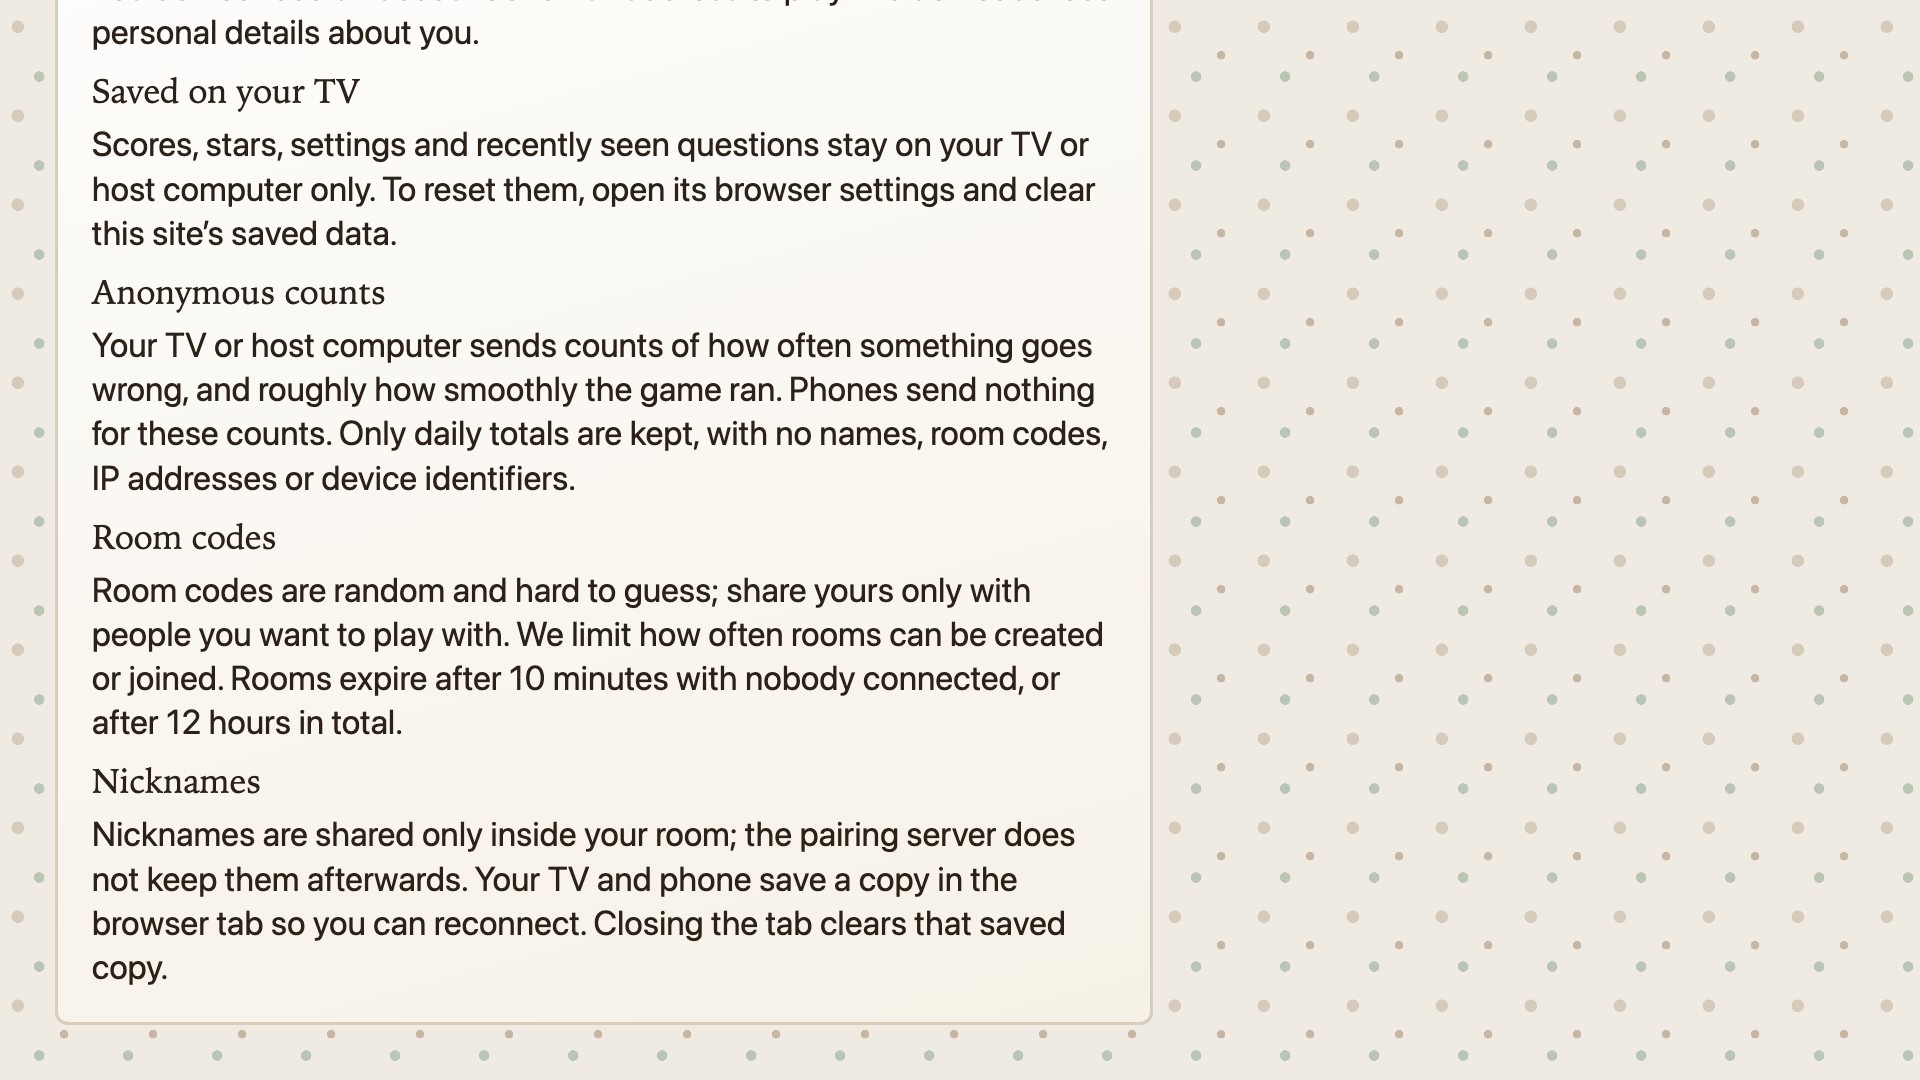 personal details about you.
Saved on your TV
Scores, stars, settings and recently seen questions stay on your TV or
host computer only. To reset them, open its browser settings and clear
this site’s saved data.
Anonymous counts
Your TV or host computer sends counts of how often something goes
wrong, and roughly how smoothly the game ran. Phones send nothing
for these counts. Only daily totals are kept, with no names, room codes,
IP addresses or device identifiers.
Room codes
Room codes are random and hard to guess; share yours only with
people you want to play with. We limit how often rooms can be created
or joined. Rooms expire after 10 minutes with nobody connected, or
after 12 hours in total.
Nicknames
Nicknames are shared only inside your room; the pairing server does
not keep them afterwards. Your TV and phone save a copy in the
browser tab so you can reconnect. Closing the tab clears that saved
copy.